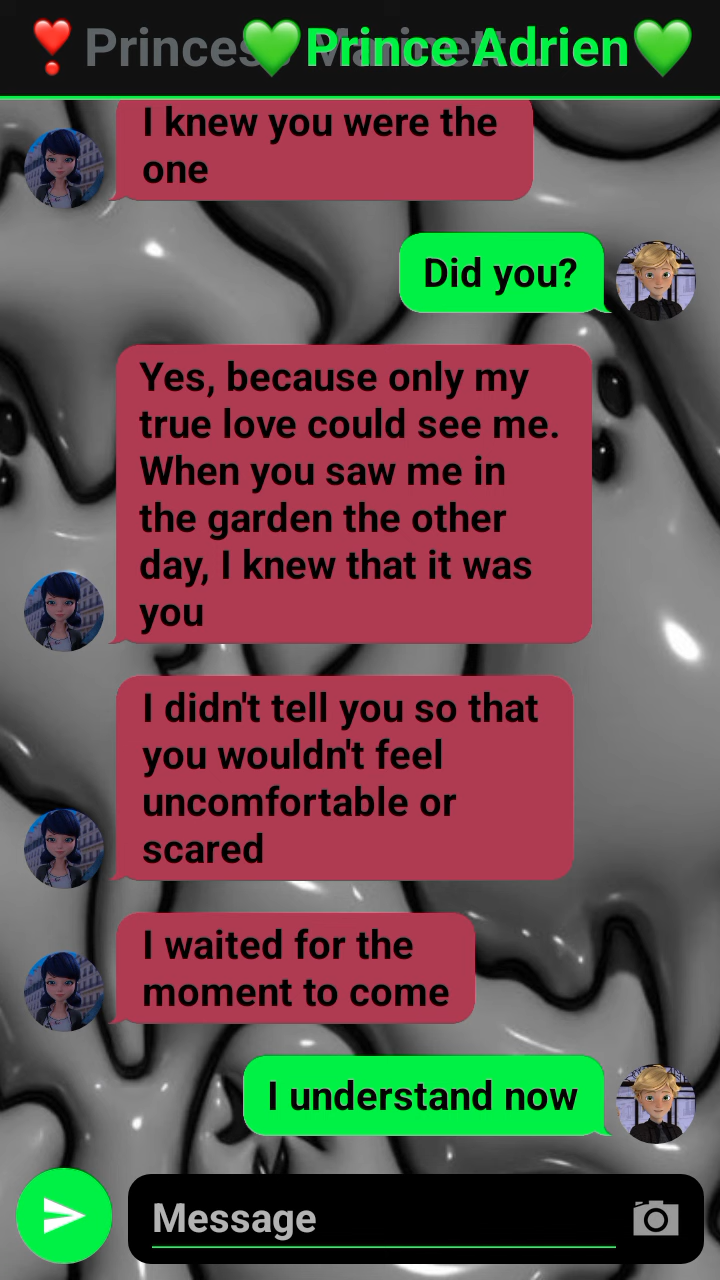 ❣️Princess 💚Prince Adrien💚
I knew you were the
one
Did you?
Yes, because only my
true love could see me.
When you saw me in
the garden the other
day, I knew that it was
you
I didn't tell you so that
you wouldn't feel
uncomfortable or
scared
I waited for the
moment to come
I understand now
Message